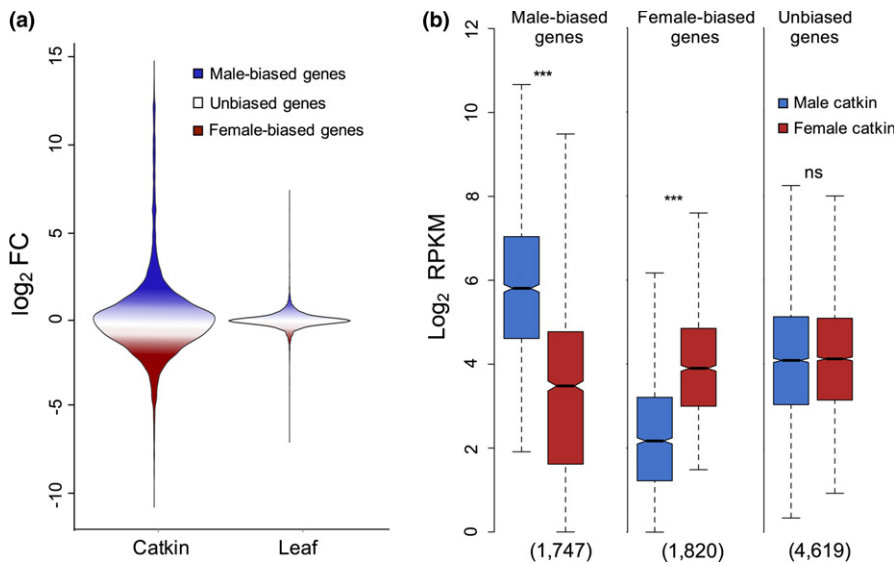 (a)
15
10
5
0
-5
-10
log2 FC
Male-biased genes
Unbiased genes
Female-biased genes
Catkin
Leaf
(b)
Male-biased
genes
Female-biased
genes
Unbiased
genes
12
10
8
6
4
2
0
Log2 RPKM
***
***
ns
Male catkin
Female catkin
(1,747)
(1,820)
(4,619)